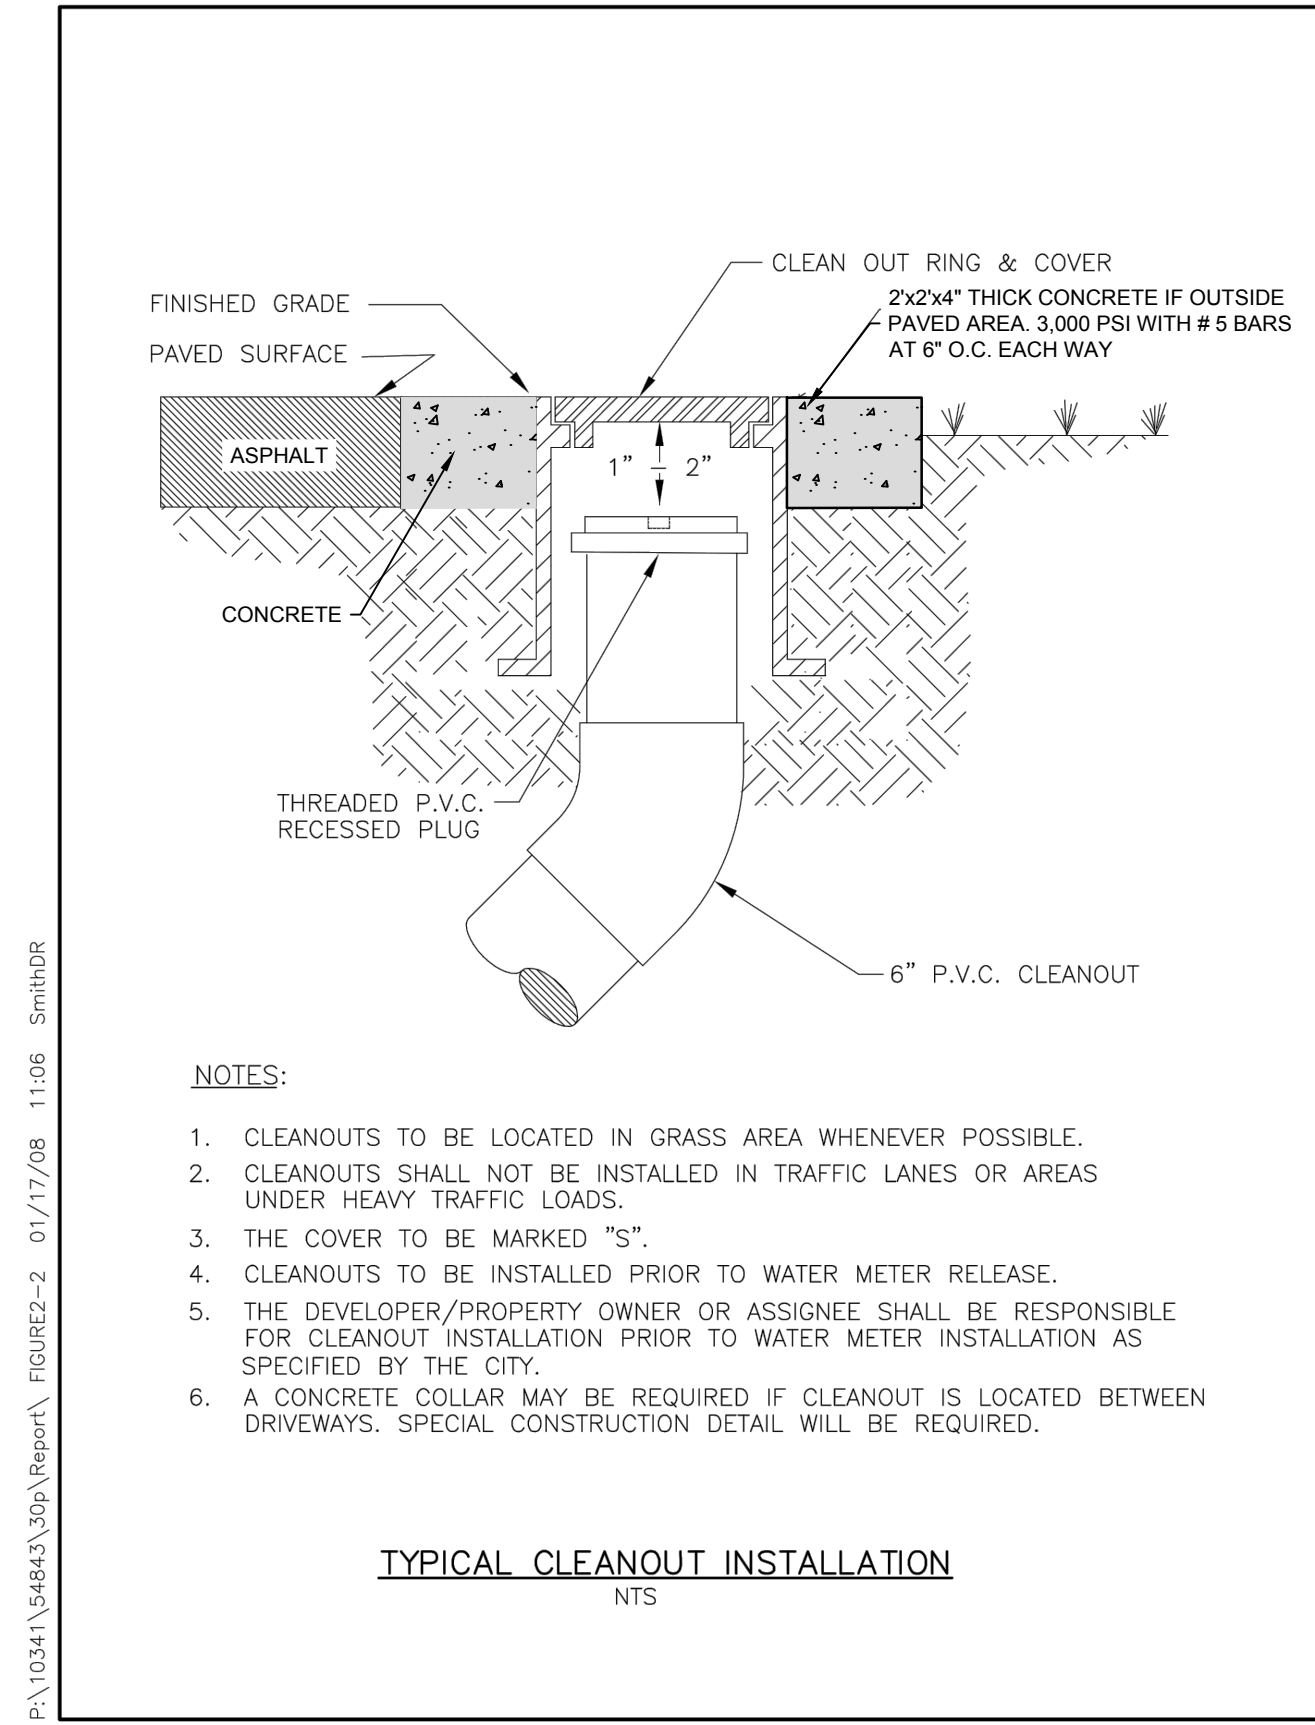 CLEAN OUT RING & COVER
FINISHED GRADE
2'x2'x4" THICK CONCRETE IF OUTSIDE
PAVED AREA. 3,000 PSI WITH # 5 BARS
AT 6" O.C. EACH WAY
PAVED SURFACE
ASPHALT
1” – 2”
CONCRETE
THREADED P.V.C.
RECESSED PLUG
6” P.V.C. CLEANOUT
NOTES:
1. CLEANOUTS TO BE LOCATED IN GRASS AREA WHENEVER POSSIBLE.
2. CLEANOUTS SHALL NOT BE INSTALLED IN TRAFFIC LANES OR AREAS
UNDER HEAVY TRAFFIC LOADS.
3. THE COVER TO BE MARKED ”S”.
4. CLEANOUTS TO BE INSTALLED PRIOR TO WATER METER RELEASE.
5. THE DEVELOPER/PROPERTY OWNER OR ASSIGNEE SHALL BE RESPONSIBLE
FOR CLEANOUT INSTALLATION PRIOR TO WATER METER INSTALLATION AS
SPECIFIED BY THE CITY.
6. A CONCRETE COLLAR MAY BE REQUIRED IF CLEANOUT IS LOCATED BETWEEN
DRIVEWAYS. SPECIAL CONSTRUCTION DETAIL WILL BE REQUIRED.
TYPICAL CLEANOUT INSTALLATION
NTS
P:\10341\54843\30p\Report\ FIGURE2-2 01/17/08 11:06 SmithDR